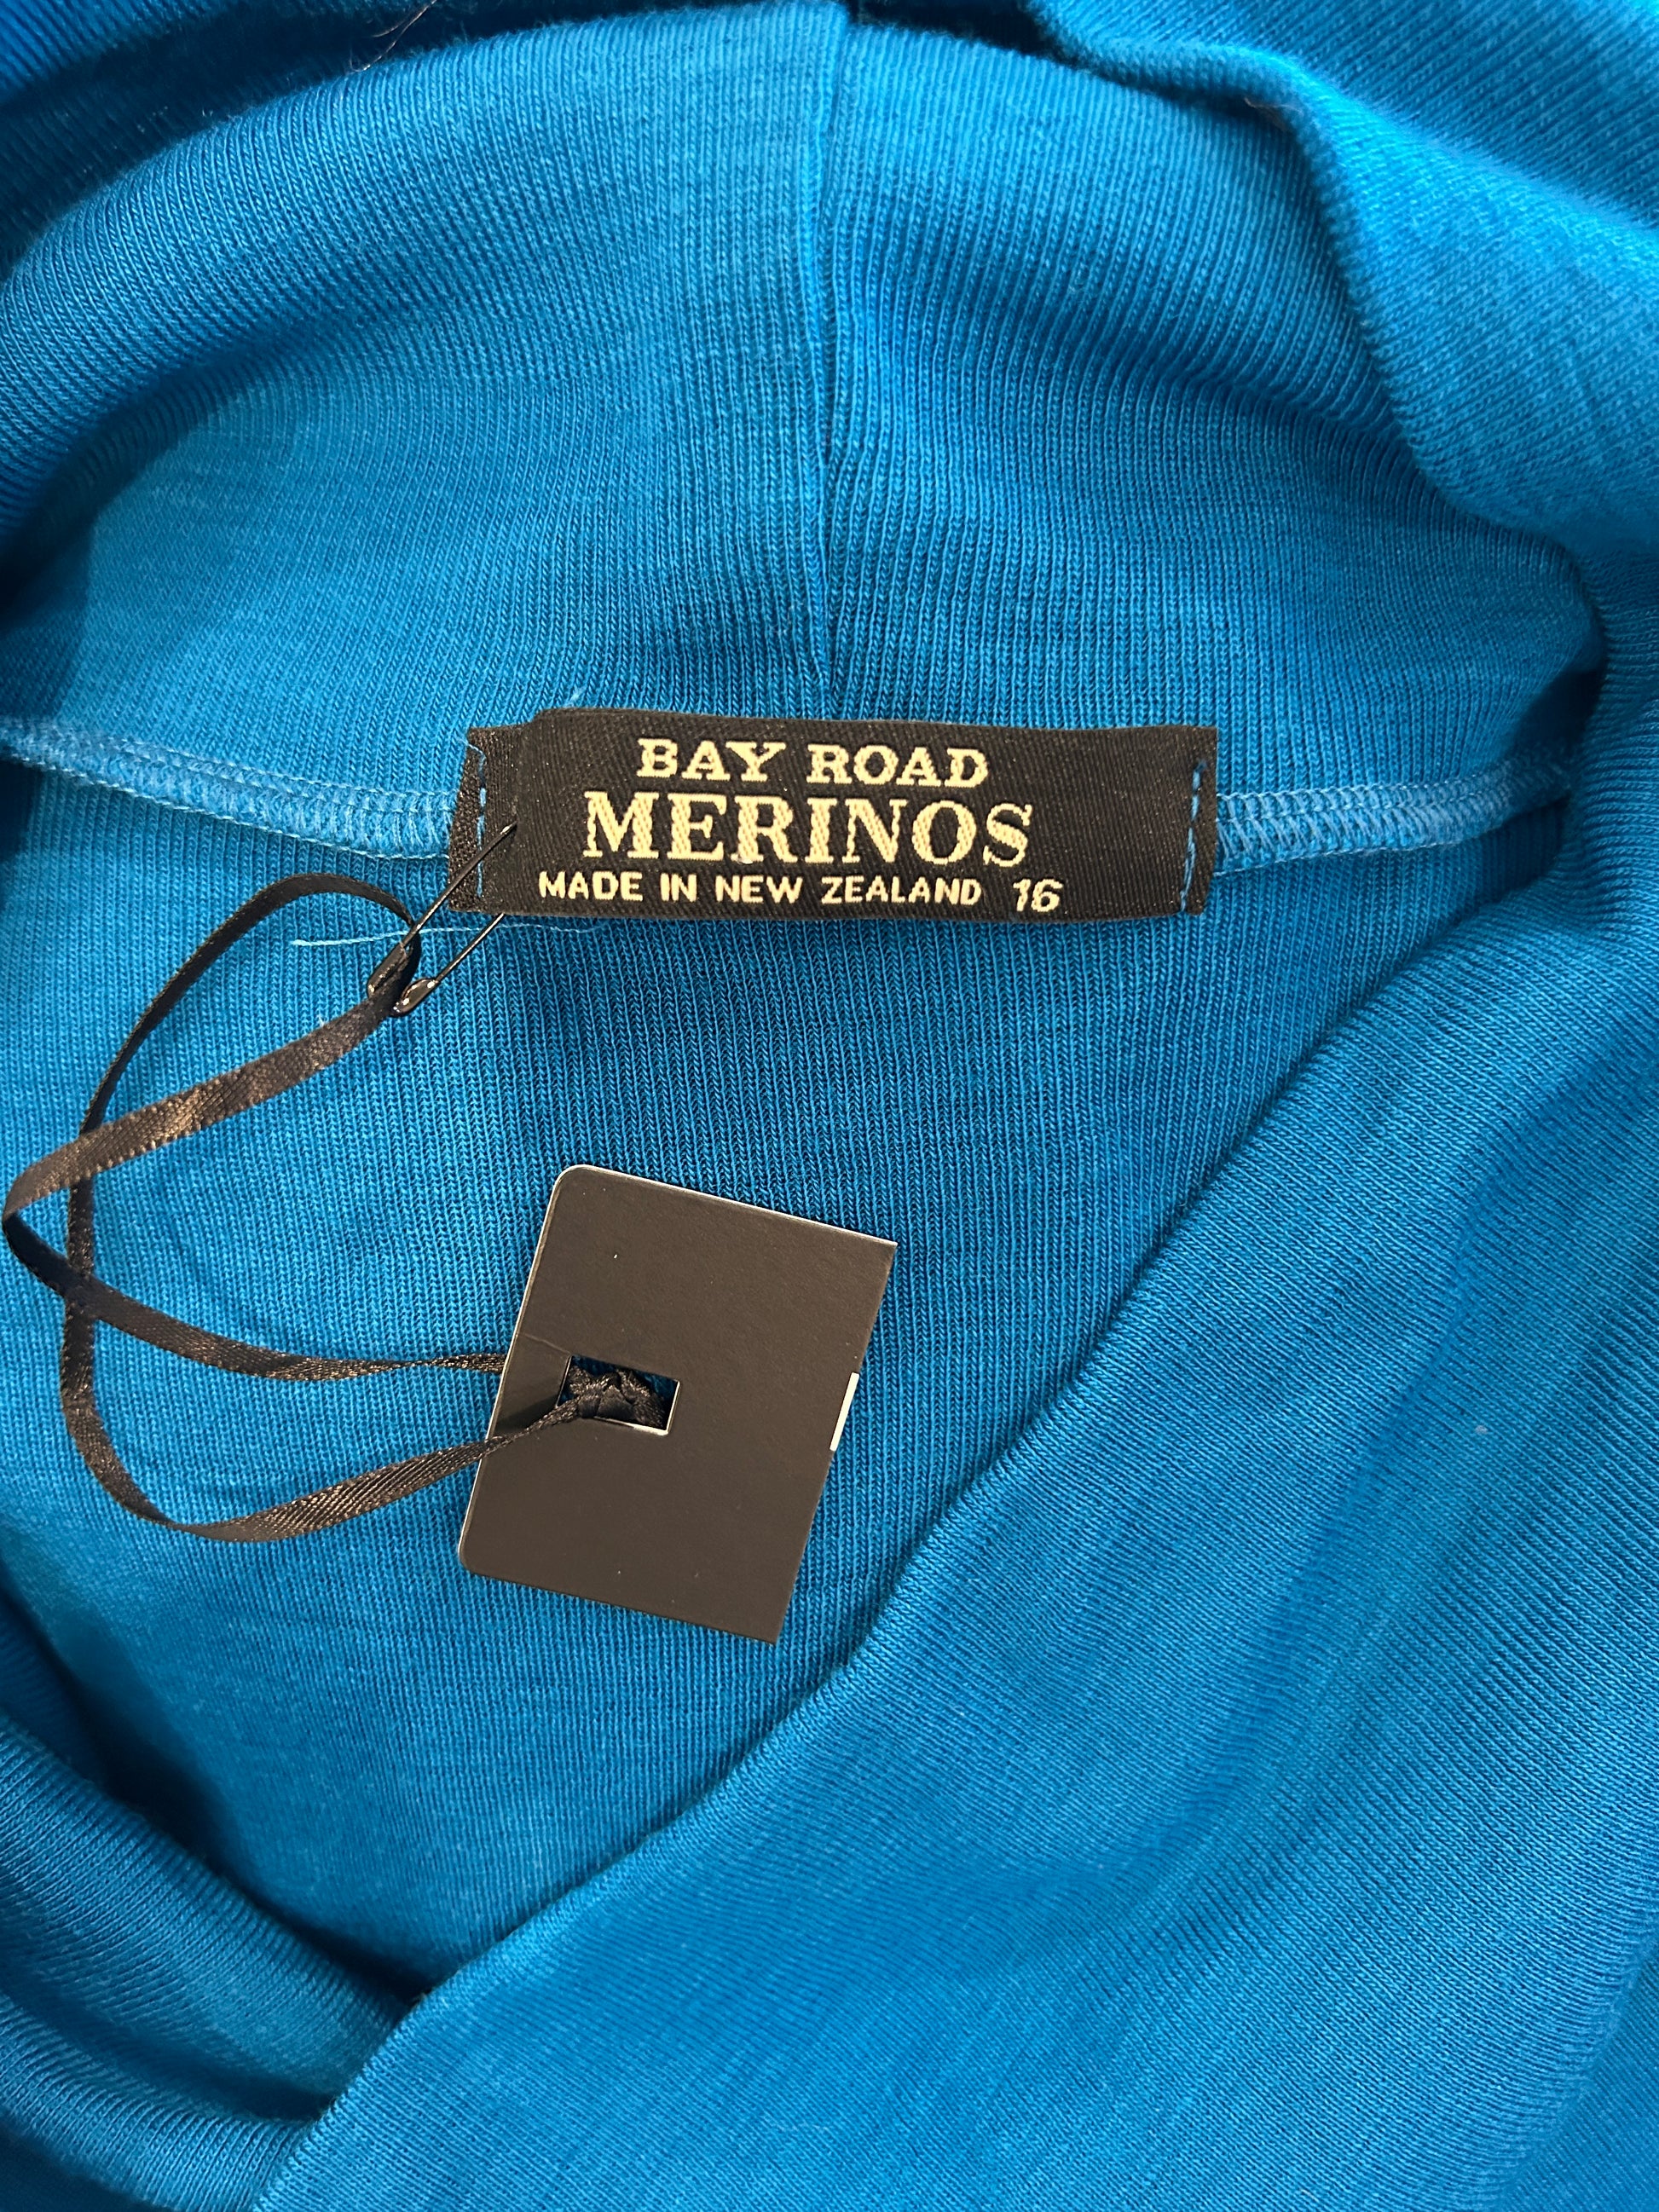 BAY ROAD
MERINOS
MADE IN NEW ZEALAND 16